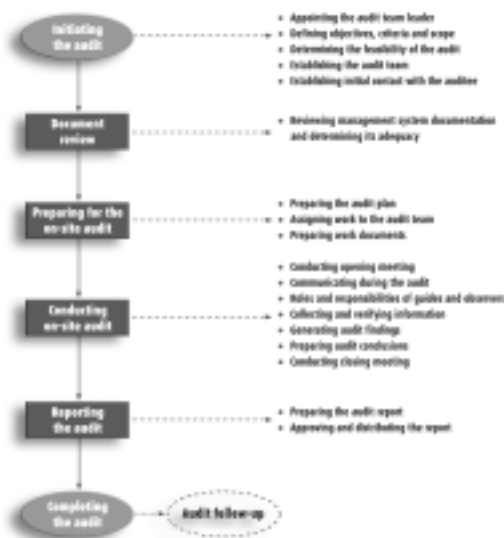 Initiating
the audit
+ Appointing the audit team leader
+ Defining objectives, criteria and scope
+ Determining the feasibility of the audit
+ Establishing the audit team
+ Establishing initial contact with the auditee
Document
review
+ Reviewing management system documentation
and determining its adequacy
Preparing for the
on-site audit
+ Preparing the audit plan
+ Assigning work to the audit team
+ Preparing work documents
Conducting
on-site audit
+ Conducting opening meeting
+ Communicating during the audit
+ Roles and responsibilities of guides and observers
+ Collecting and verifying information
+ Generating audit findings
+ Preparing audit conclusions
+ Conducting closing meeting
Reporting
the audit
+ Preparing the audit report
+ Approving and distributing the report
Completing
the audit
Audit follow-up